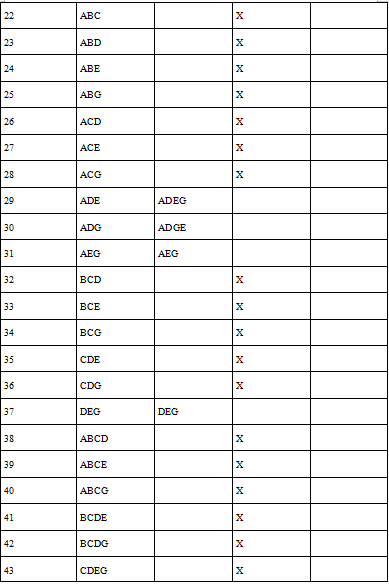 22 ABC X
23 ABD X
24 ABE X
25 ABG X
26 ACD X
27 ACE X
28 ACG X
29 ADE ADEG
30 ADG ADGE
31 AEG AEG
32 BCD X
33 BCE X
34 BCG X
35 CDE X
36 CDG X
37 DEG DEG
38 ABCD X
39 ABCE X
40 ABCG X
41 BCDE X
42 BCDG X
43 CDEG X